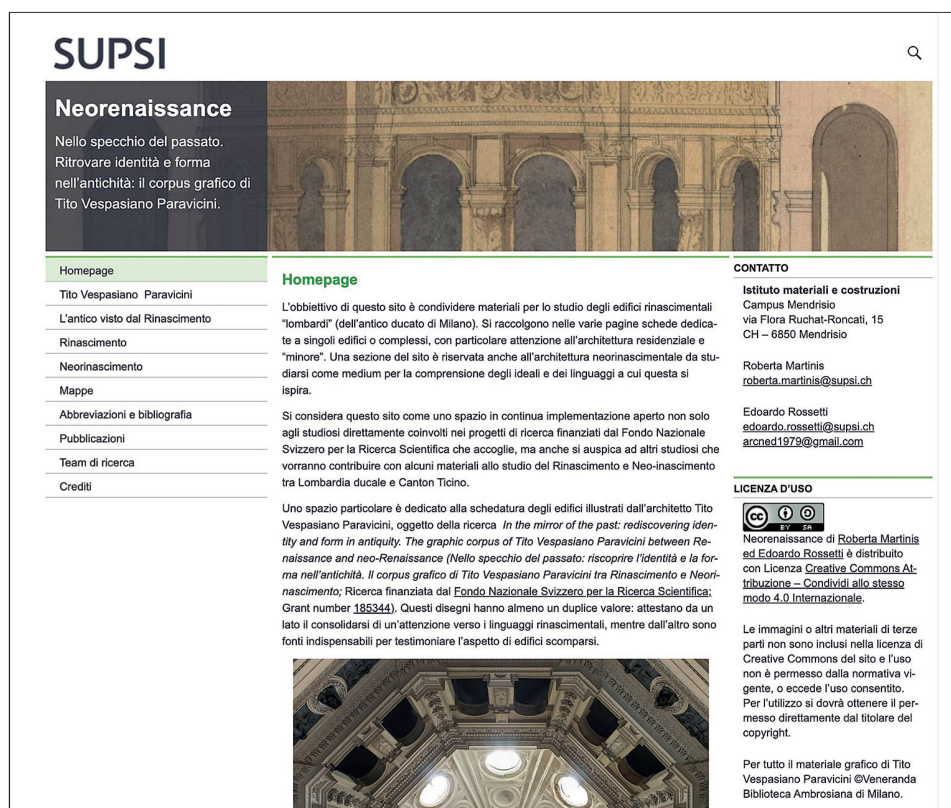 SUPSI
Neorenaissance
Nello specchio del passato.
Ritrovare identità e forma
nell'antichità: il corpus grafico di
Tito Vespasiano Paravicini.
Homepage
Tito Vespasiano Paravicini
L'antico visto dal Rinascimento
Rinascimento
Neorinascimento
Mappe
Abbreviazioni e bibliografia
Pubblicazioni
Team di ricerca
Crediti
Homepage
L'obbiettivo di questo sito è condividere materiali per lo studio degli edifici rinascimentali
"lombardi" (dell'antico ducato di Milano). Si raccolgono nelle varie pagine schede dedica-
te a singoli edifici o complessi, con particolare attenzione all'architettura residenziale e
"minore". Una sezione del sito è riservata anche all'architettura neorinascimentale da stu-
diarsi come medium per la comprensione degli ideali e dei linguaggi a cui questa si
ispira.
Si considera questo sito come uno spazio in continua implementazione aperto non solo
agli studiosi direttamente coinvolti nei progetti di ricerca finanziati dal Fondo Nazionale
Svizzero per la Ricerca Scientifica che accoglie, ma anche si auspica ad altri studiosi che
vorranno contribuire con alcuni materiali allo studio del Rinascimento e Neo-inascimento
tra Lombardia ducale e Canton Ticino.
Uno spazio particolare è dedicato alla schedatura degli edifici illustrati dall'architetto Tito
Vespasiano Paravicini, oggetto della ricerca In the mirror of the past: rediscovering iden-
tity and form in antiquity. The graphic corpus of Tito Vespasiano Paravicini between Re-
naissance and neo-Renaissance (Nello specchio del passato: riscoprire l'identità e la for-
ma nell'antichità. Il corpus grafico di Tito Vespasiano Paravicini tra Rinascimento e Neori-
nascimento; Ricerca finanziata dal Fondo Nazionale Svizzero per la Ricerca Scientifica;
Grant number 185344). Questi disegni hanno almeno un duplice valore: attestano da un
lato il consolidarsi di un'attenzione verso i linguaggi rinascimentali, mentre dall'altro sono
fonti indispensabili per testimoniare l'aspetto di edifici scomparsi.
CONTATTO
Istituto materiali e costruzioni
Campus Mendrisio
via Flora Ruchat-Roncati, 15
CH – 6850 Mendrisio
Roberta Martinis
roberta.martinis@supsi.ch
Edoardo Rossetti
edoardo.rossetti@supsi.ch
arcned1979@gmail.com
LICENZA D'USO
cc BY SA
Neorenaissance di Roberta Martinis
ed Edoardo Rossetti è distribuito
con Licenza Creative Commons At-
tribuzione – Condividi allo stesso
modo 4.0 Internazionale.
Le immagini o altri materiali di terze
parti non sono inclusi nella licenza di
Creative Commons del sito e l'uso
non è permesso dalla normativa vi-
gente, o eccede l'uso consentito.
Per l'utilizzo si dovrà ottenere il per-
messo direttamente dal titolare del
copyright.
Per tutto il materiale grafico di Tito
Vespasiano Paravicini ©Veneranda
Biblioteca Ambrosiana di Milano.